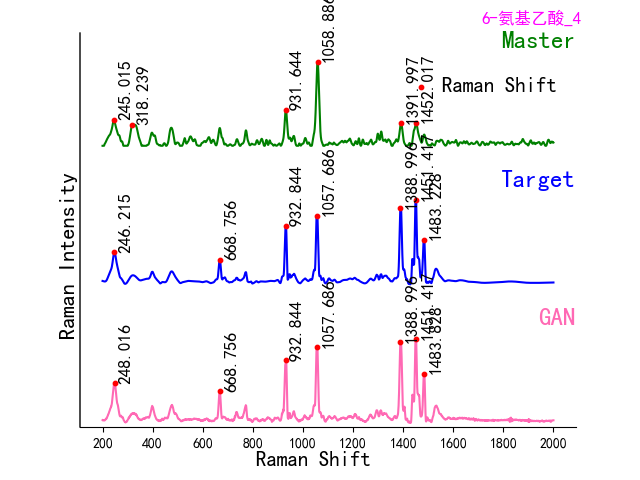 6-氨基乙酸_4
Master
Raman Shift
245.015
318.239
931.644
1058.886
1391.997
1452.017
Target
246.215
668.756
932.844
1057.686
1388.996
1451.417
1483.228
GAN
248.016
668.756
932.844
1057.686
1388.996
1451.417
1483.828
Raman Intensity
200 400 600 800 1000 1200 1400 1600 1800 2000
Raman Shift